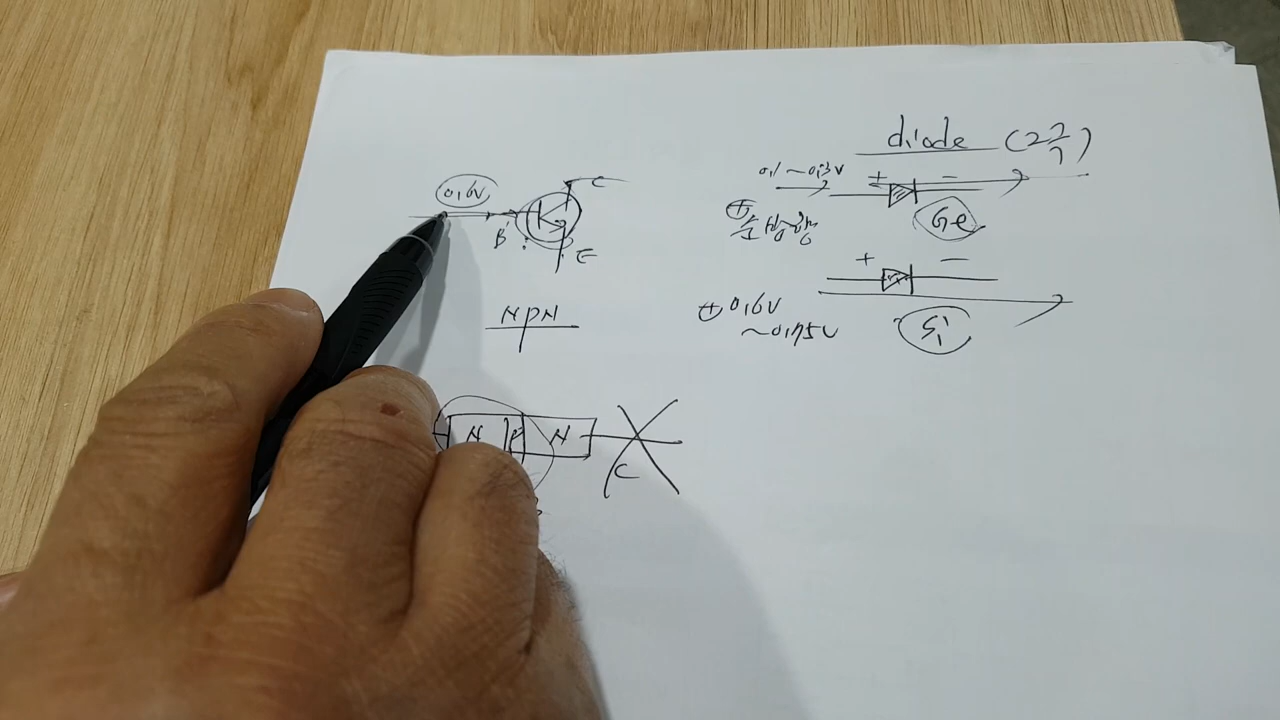 diode (2극)
0.1~0.3V
+ -
⊕ 순방향
Ge
+ -
⊕ 0.6V
~0.75V
Si
0.6V
C
B
E
NPN
N P N
C